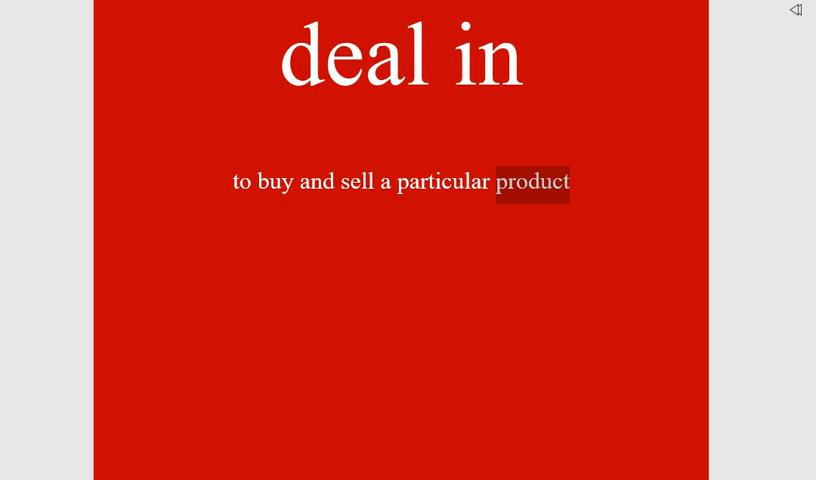 deal in
to buy and sell a particular product